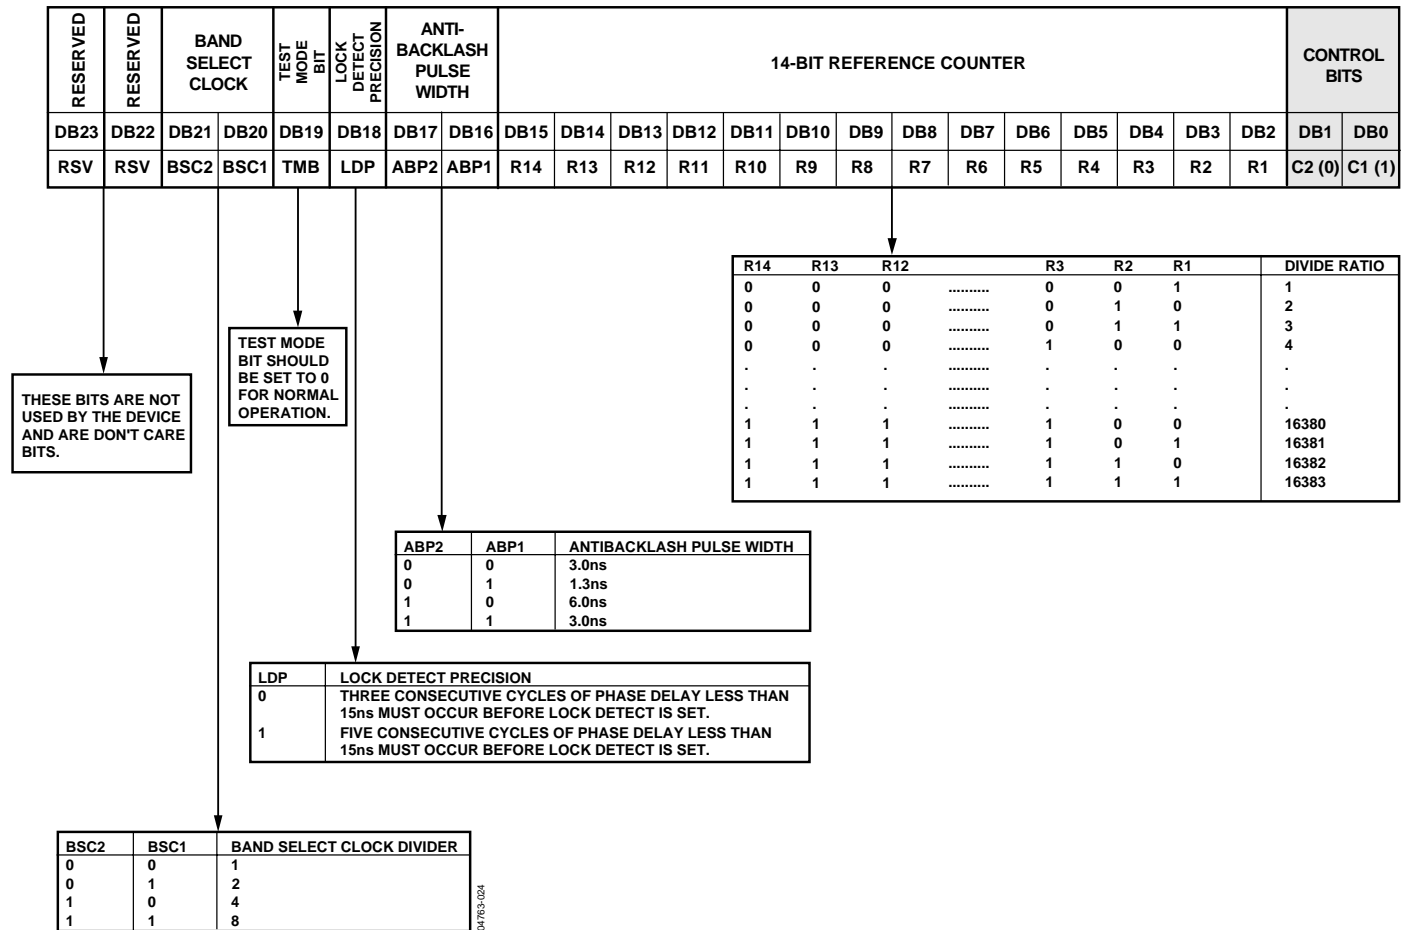 RESERVED
RESERVED
BAND
SELECT
CLOCK
TEST
MODE
BIT
LOCK
DETECT
PRECISION
ANTI-
BACKLASH
PULSE
WIDTH
14-BIT REFERENCE COUNTER
CONTROL
BITS
DB23 DB22 DB21 DB20 DB19 DB18 DB17 DB16 DB15 DB14 DB13 DB12 DB11 DB10 DB9 DB8 DB7 DB6 DB5 DB4 DB3 DB2 DB1 DB0
RSV RSV BSC2 BSC1 TMB LDP ABP2 ABP1 R14 R13 R12 R11 R10 R9 R8 R7 R6 R5 R4 R3 R2 R1 C2 (0) C1 (1)
R14 R13 R12 R3 R2 R1 DIVIDE RATIO
0 0 0 .......... 0 0 1 1
0 0 0 .......... 0 1 0 2
0 0 0 .......... 0 1 1 3
0 0 0 .......... 1 0 0 4
. . . .......... . . . .
. . . .......... . . . .
. . . .......... . . . .
1 1 1 .......... 1 0 0 16380
1 1 1 .......... 1 0 1 16381
1 1 1 .......... 1 1 0 16382
1 1 1 .......... 1 1 1 16383
TEST MODE
BIT SHOULD
BE SET TO 0
FOR NORMAL
OPERATION.
THESE BITS ARE NOT
USED BY THE DEVICE
AND ARE DON'T CARE
BITS.
ABP2 ABP1 ANTIBACKLASH PULSE WIDTH
0 0 3.0ns
0 1 1.3ns
1 0 6.0ns
1 1 3.0ns
LDP LOCK DETECT PRECISION
0 THREE CONSECUTIVE CYCLES OF PHASE DELAY LESS THAN
15ns MUST OCCUR BEFORE LOCK DETECT IS SET.
1 FIVE CONSECUTIVE CYCLES OF PHASE DELAY LESS THAN
15ns MUST OCCUR BEFORE LOCK DETECT IS SET.
BSC2 BSC1 BAND SELECT CLOCK DIVIDER
0 0 1
0 1 2
1 0 4
1 1 8
04763-024